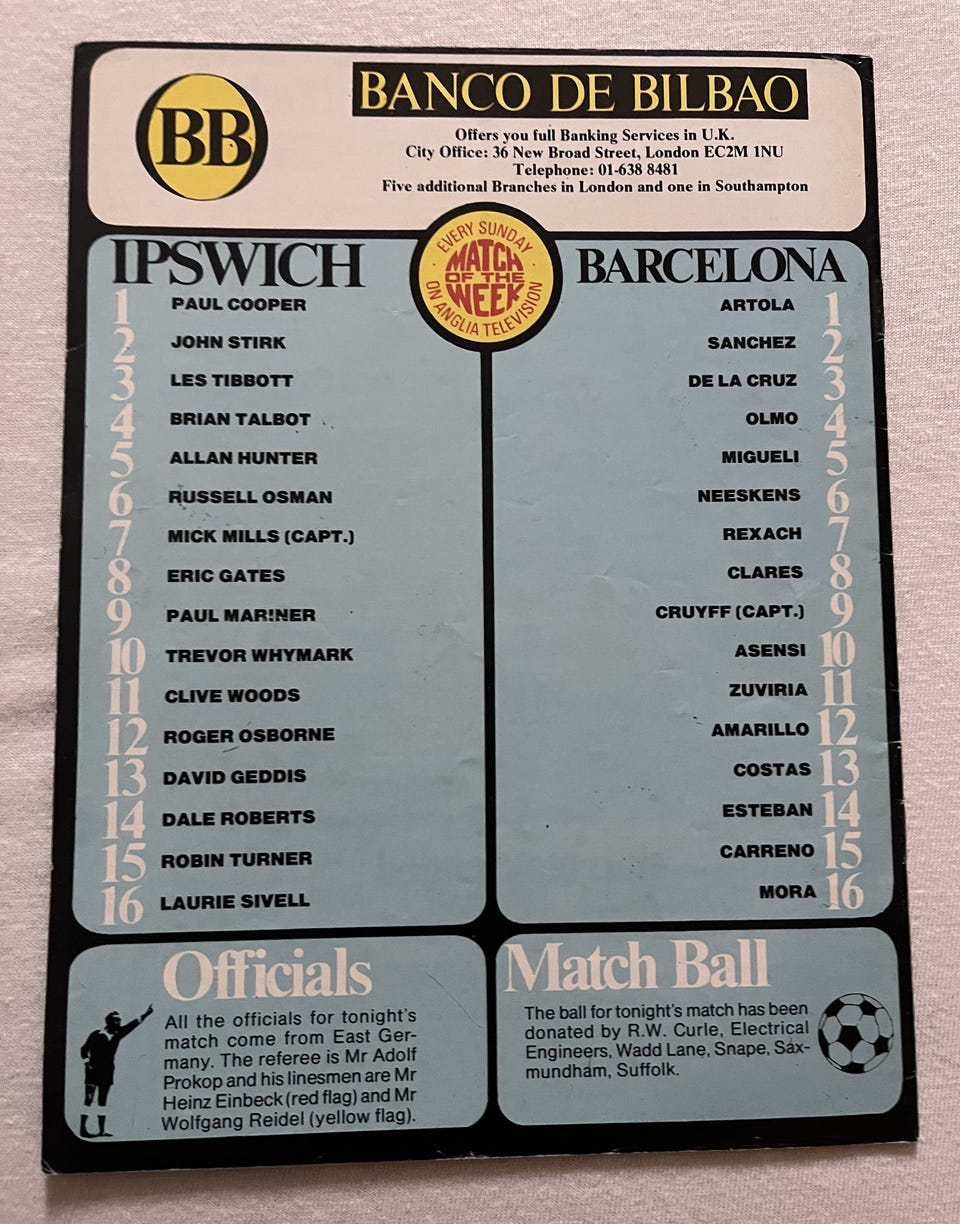 BB
BANCO DE BILBAO
Offers you full Banking Services in U.K.
City Office: 36 New Broad Street, London EC2M 1NU
Telephone: 01-638 8481
Five additional Branches in London and one in Southampton
EVERY SUNDAY
MATCH
OF THE
WEEK
ON ANGLIA TELEVISION
IPSWICH
1 PAUL COOPER
2 JOHN STIRK
3 LES TIBBOTT
4 BRIAN TALBOT
5 ALLAN HUNTER
6 RUSSELL OSMAN
7 MICK MILLS (CAPT.)
8 ERIC GATES
9 PAUL MARINER
10 TREVOR WHYMARK
11 CLIVE WOODS
12 ROGER OSBORNE
13 DAVID GEDDIS
14 DALE ROBERTS
15 ROBIN TURNER
16 LAURIE SIVELL
BARCELONA
ARTOLA 1
SANCHEZ 2
DE LA CRUZ 3
OLMO 4
MIGUELI 5
NEESKENS 6
REXACH 7
CLARES 8
CRUYFF (CAPT.) 9
ASENSI 10
ZUVIRIA 11
AMARILLO 12
COSTAS 13
ESTEBAN 14
CARRENO 15
MORA 16
Officials
All the officials for tonight's
match come from East Ger-
many. The referee is Mr Adolf
Prokop and his linesmen are Mr
Heinz Einbeck (red flag) and Mr
Wolfgang Reidel (yellow flag).
Match Ball
The ball for tonight's match has been
donated by R.W. Curle, Electrical
Engineers, Wadd Lane, Snape, Sax-
mundham, Suffolk.